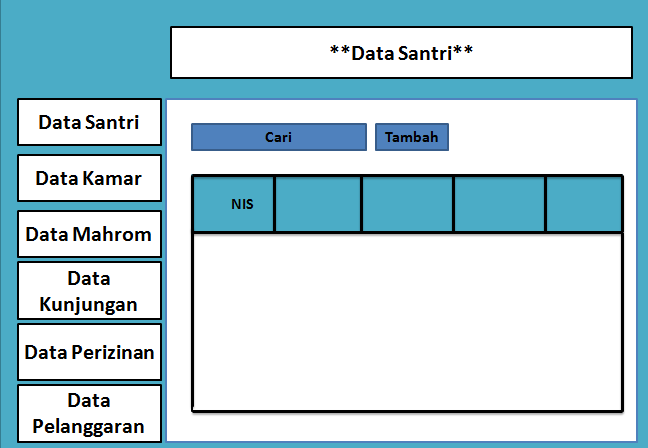 **Data Santri**
Data Santri
Data Kamar
Data Mahrom
Data
Kunjungan
Data Perizinan
Data
Pelanggaran
Cari
Tambah
NIS